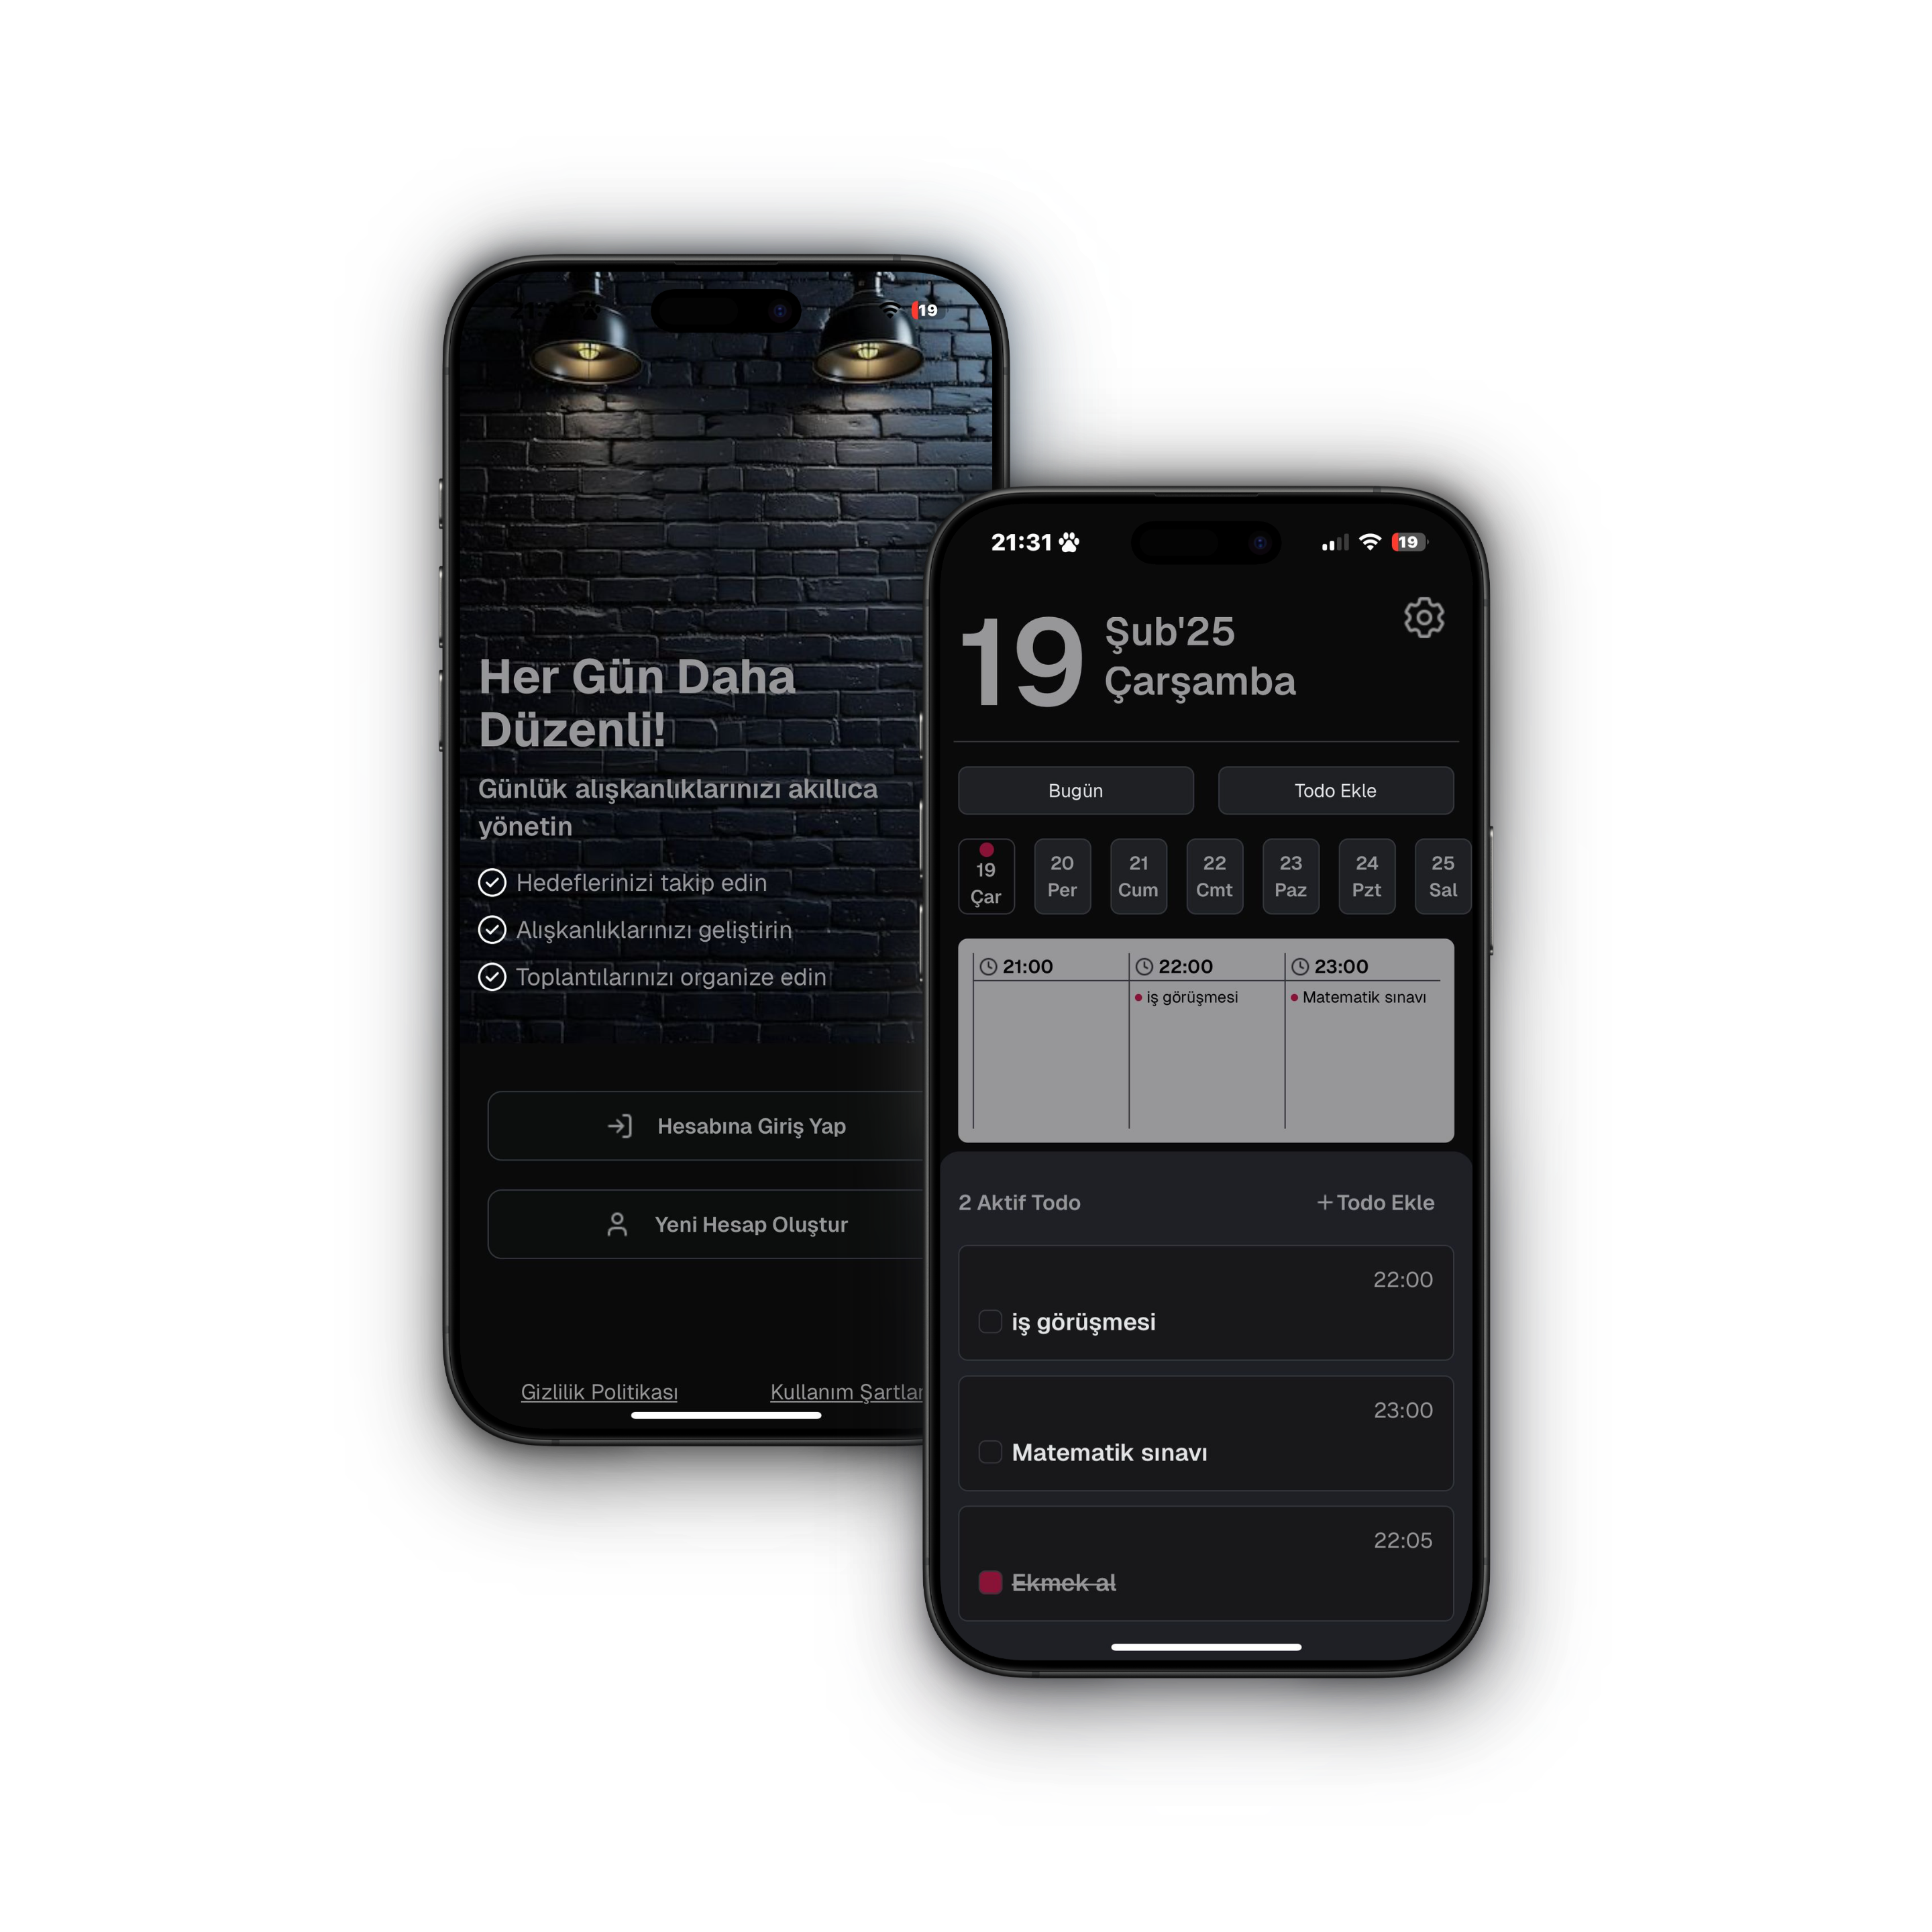 19
Her Gün Daha
Düzenli!
Günlük alışkanlıklarınızı akıllıca
yönetin
Hedeflerinizi takip edin
Alışkanlıklarınızı geliştirin
Toplantılarınızı organize edin
Hesabına Giriş Yap
Yeni Hesap Oluştur
Gizlilik Politikası
Kullanım Şartlar
21:31
19
19
Şub'25
Çarşamba
Bugün
Todo Ekle
19
Çar
20
Per
21
Cum
22
Cmt
23
Paz
24
Pzt
25
Sal
21:00
22:00
23:00
iş görüşmesi
Matematik sınavı
2 Aktif Todo
+ Todo Ekle
22:00
iş görüşmesi
23:00
Matematik sınavı
22:05
Ekmek al